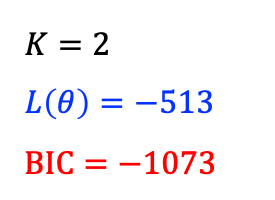 K = 2
L(θ) = −513
BIC = −1073